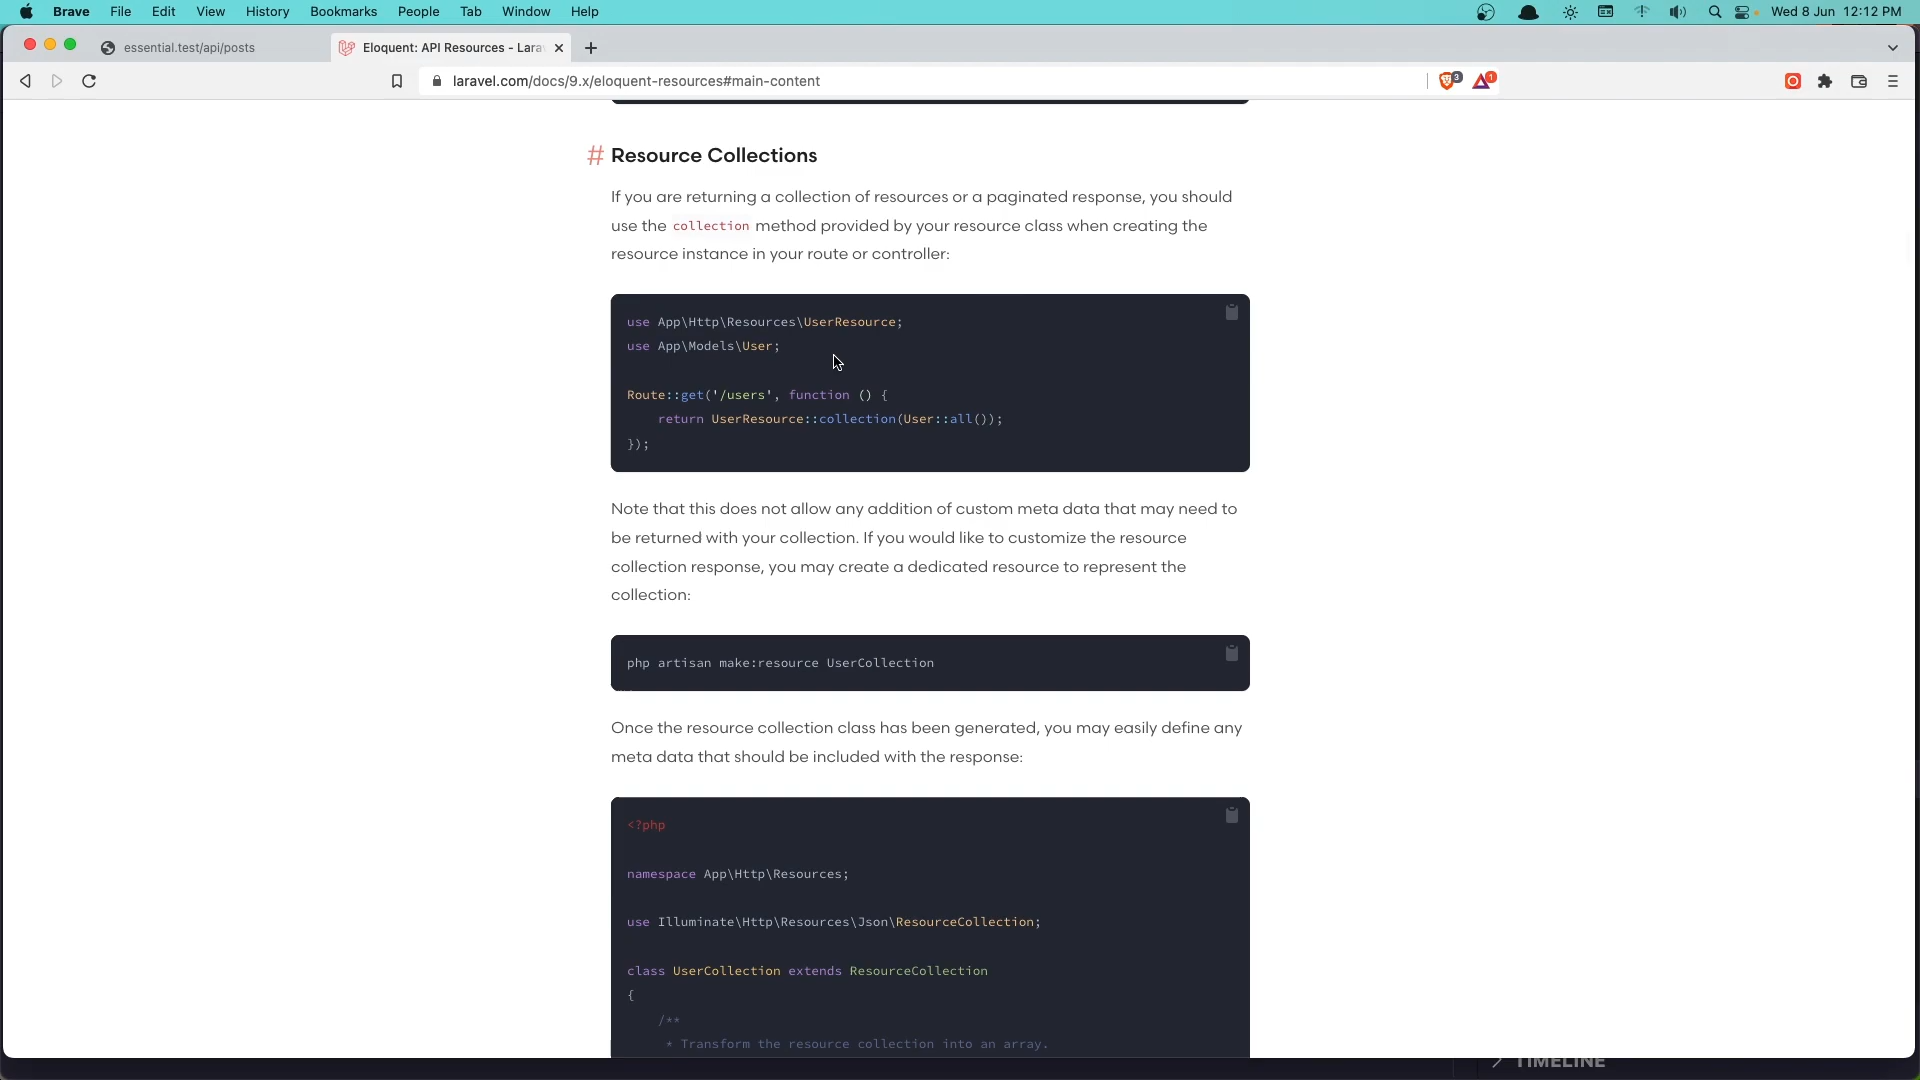 Brave File Edit View History Bookmarks People Tab Window Help Wed 8 Jun 12:12 PM
essential.test/api/posts Eloquent: API Resources - Lara
laravel.com/docs/9.x/eloquent-resources#main-content 3 1
# Resource Collections
If you are returning a collection of resources or a paginated response, you should
use the collection method provided by your resource class when creating the
resource instance in your route or controller:
use App\Http\Resources\UserResource;
use App\Models\User;
Route::get('/users', function () {
return UserResource::collection(User::all());
});
Note that this does not allow any addition of custom meta data that may need to
be returned with your collection. If you would like to customize the resource
collection response, you may create a dedicated resource to represent the
collection:
php artisan make:resource UserCollection
Once the resource collection class has been generated, you may easily define any
meta data that should be included with the response:
<?php
namespace App\Http\Resources;
use Illuminate\Http\Resources\Json\ResourceCollection;
class UserCollection extends ResourceCollection
{
/**
* Transform the resource collection into an array.
TIMELINE